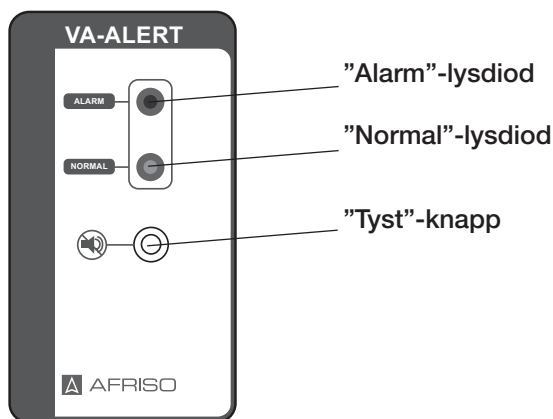 VA-ALERT
ALARM
NORMAL
AFRISO
”Alarm”-lysdiod
”Normal”-lysdiod
”Tyst”-knapp